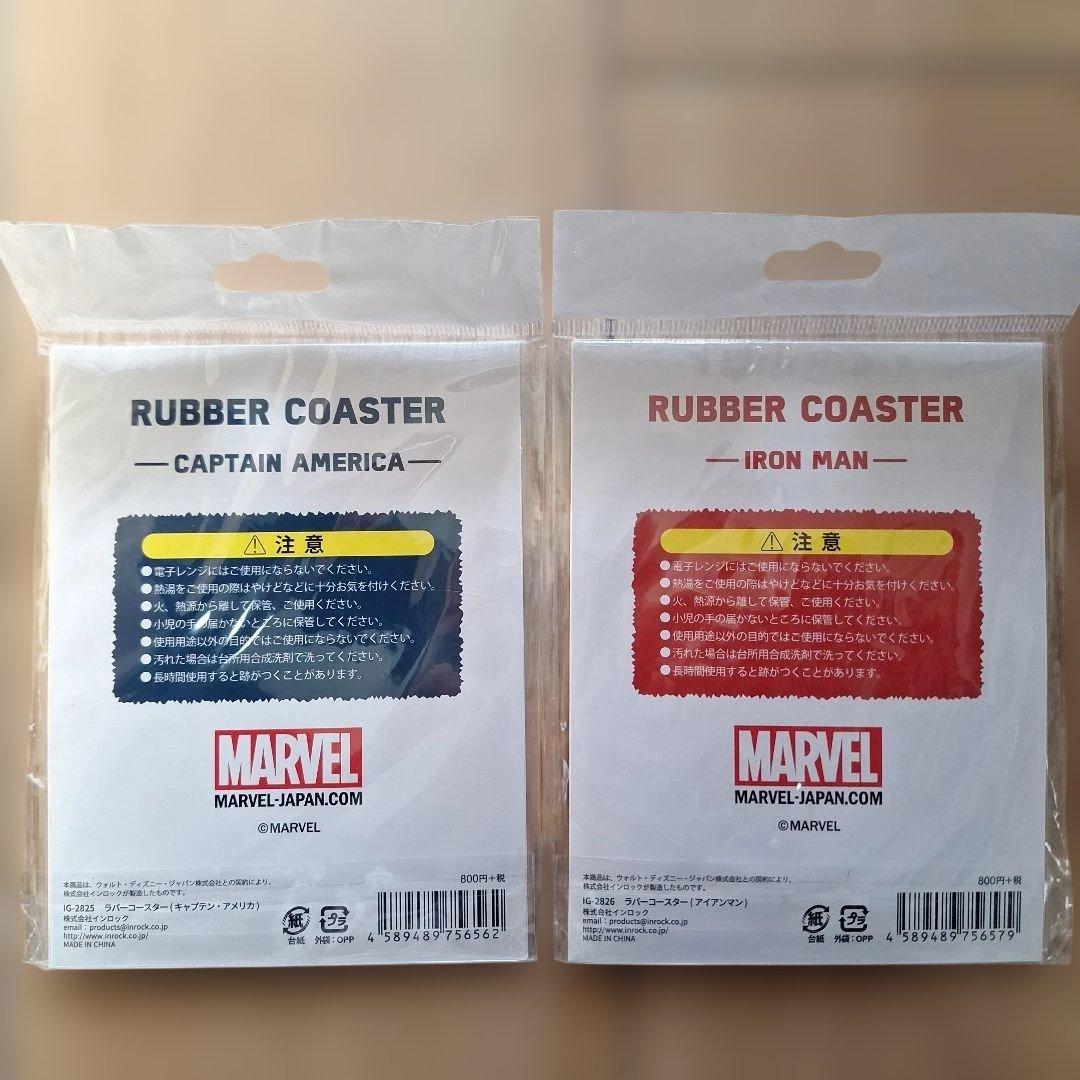 RUBBER COASTER
CAPTAIN AMERICA
注意
●電子レンジにはご使用にならないでください。
●熱湯をご使用の際はやけどなどに十分お気を付けください。
●火、熱源から離して保管、ご使用ください。
●小児の手の届かないところに保管してください。
●使用用途以外の目的ではご使用にならないでください。
●汚れた場合は台所用合成洗剤で洗ってください。
●長時間使用すると跡がつくことがあります。
MARVEL
MARVEL-JAPAN.COM
©MARVEL
本商品は、ウォルト・ディズニー・ジャパン株式会社との契約により、
株式会社インロックが製造したものです。
800円+税
IG-2825 ラバーコースター(キャプテン・アメリカ)
株式会社インロック
email : products@inrock.co.jp
http://www.inrock.co.jp/
MADE IN CHINA
紙
台紙
プラ
外袋:OPP
4 589489 756562
RUBBER COASTER
IRON MAN
注意
●電子レンジにはご使用にならないでください。
●熱湯をご使用の際はやけどなどに十分お気を付けください。
●火、熱源から離して保管、ご使用ください。
●小児の手の届かないところに保管してください。
●使用用途以外の目的ではご使用にならないでください。
●汚れた場合は台所用合成洗剤で洗ってください。
●長時間使用すると跡がつくことがあります。
MARVEL
MARVEL-JAPAN.COM
©MARVEL
本商品は、ウォルト・ディズニー・ジャパン株式会社との契約により、
株式会社インロックが製造したものです。
800円+税
IG-2826 ラバーコースター(アイアンマン)
株式会社インロック
email : products@inrock.co.jp
http://www.inrock.co.jp/
MADE IN CHINA
紙
台紙
プラ
外袋:OPP
4 589489 756579